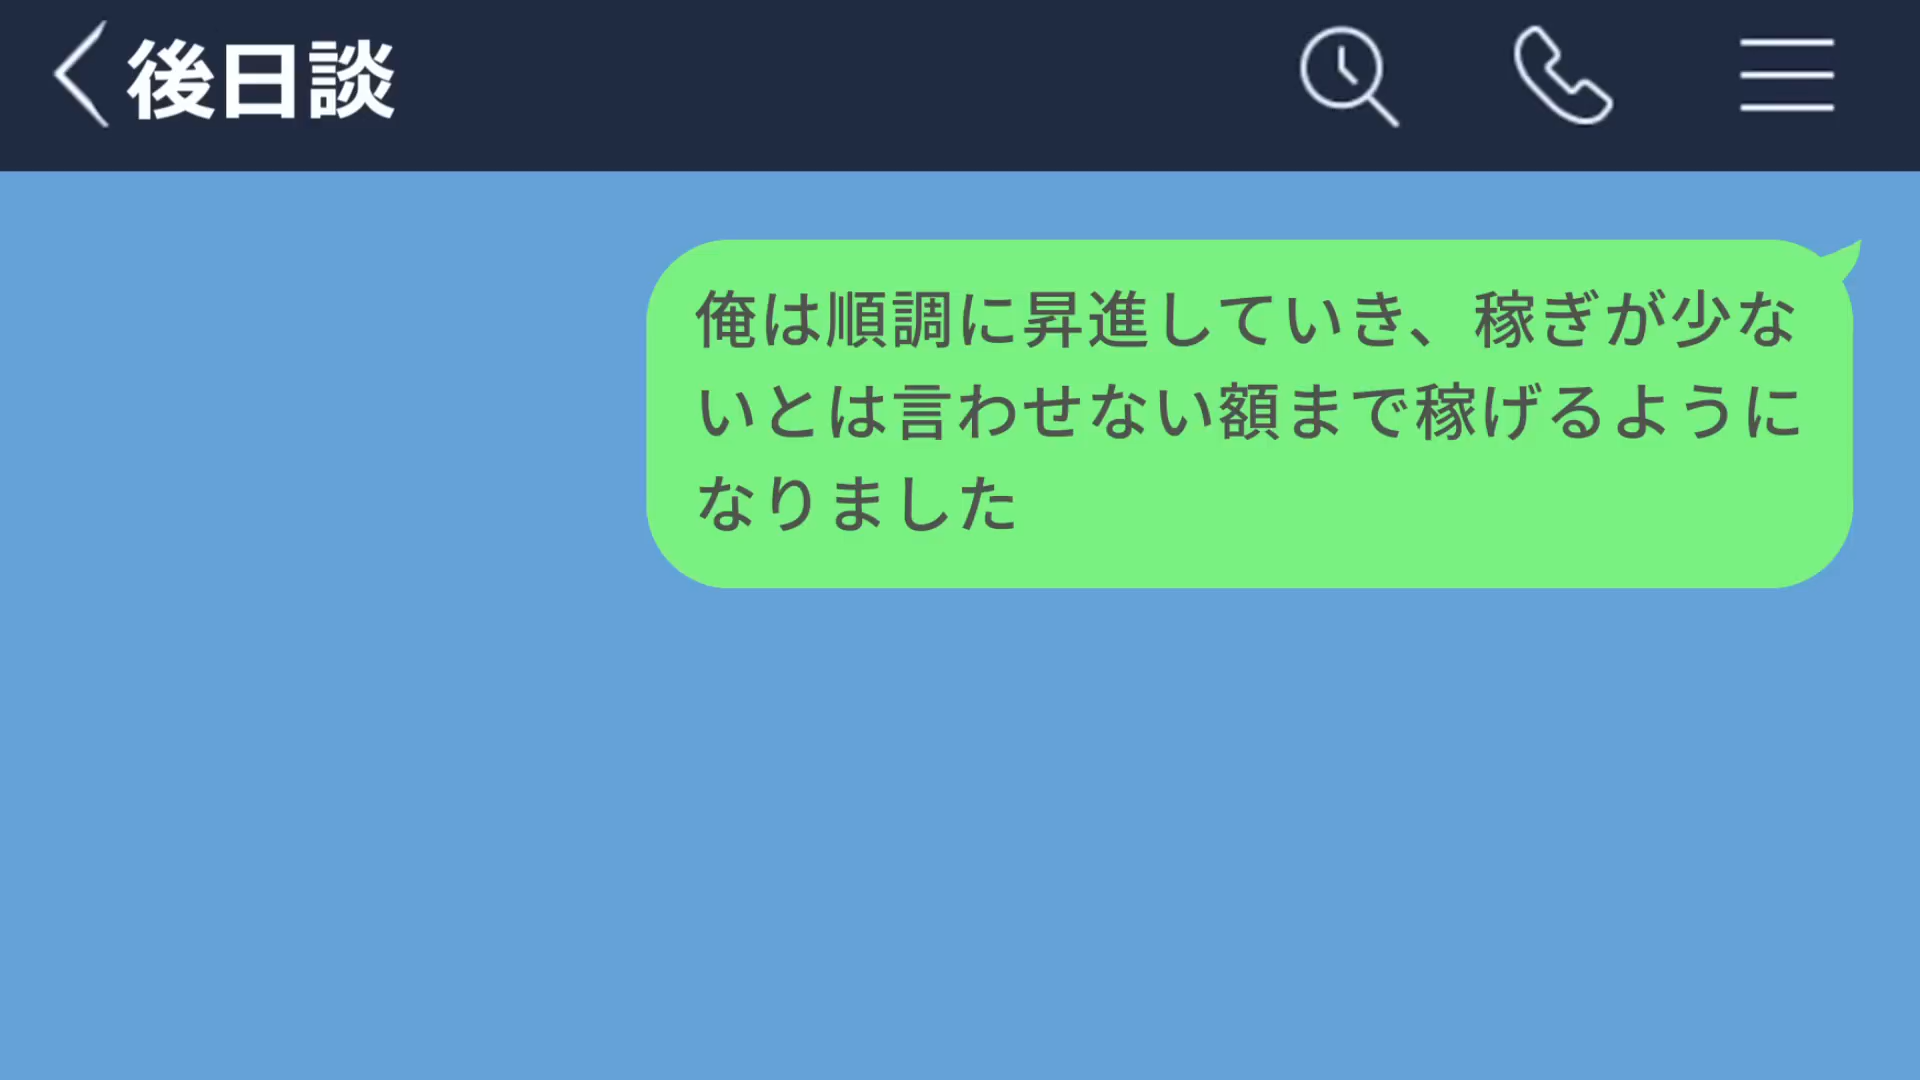 後日談
俺は順調に昇進していき、稼ぎが少な
いとは言わせない額まで稼げるように
なりました